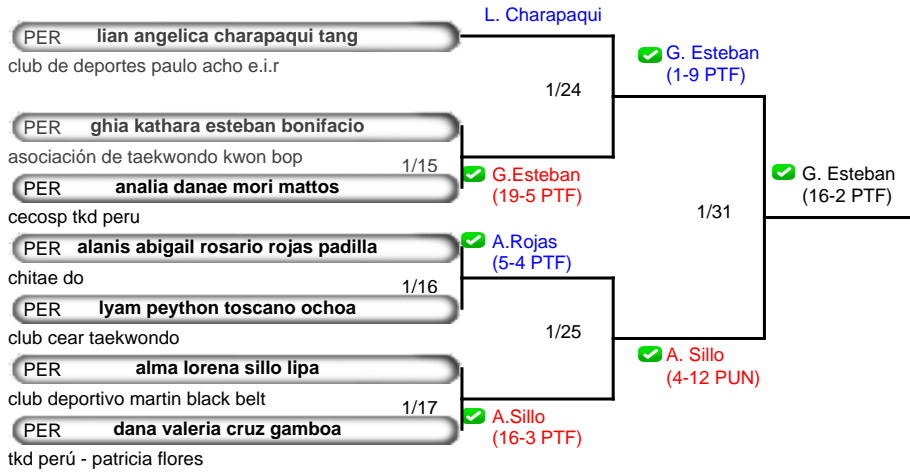 L. Charapaqui
PER lian angelica charapaqui tang
club de deportes paulo acho e.i.r
1/24
G. Esteban
(1-9 PTF)
PER ghia kathara esteban bonifacio
asociación de taekwondo kwon bop
1/15
G.Esteban
(19-5 PTF)
PER analia danae mori mattos
cecosp tkd peru
1/31
G. Esteban
(16-2 PTF)
PER alanis abigail rosario rojas padilla
chitae do
A.Rojas
(5-4 PTF)
1/16
PER lyam peython toscano ochoa
club cear taekwondo
1/25
A. Sillo
(4-12 PUN)
PER alma lorena sillo lipa
club deportivo martin black belt
1/17
A.Sillo
(16-3 PTF)
PER dana valeria cruz gamboa
tkd perú - patricia flores